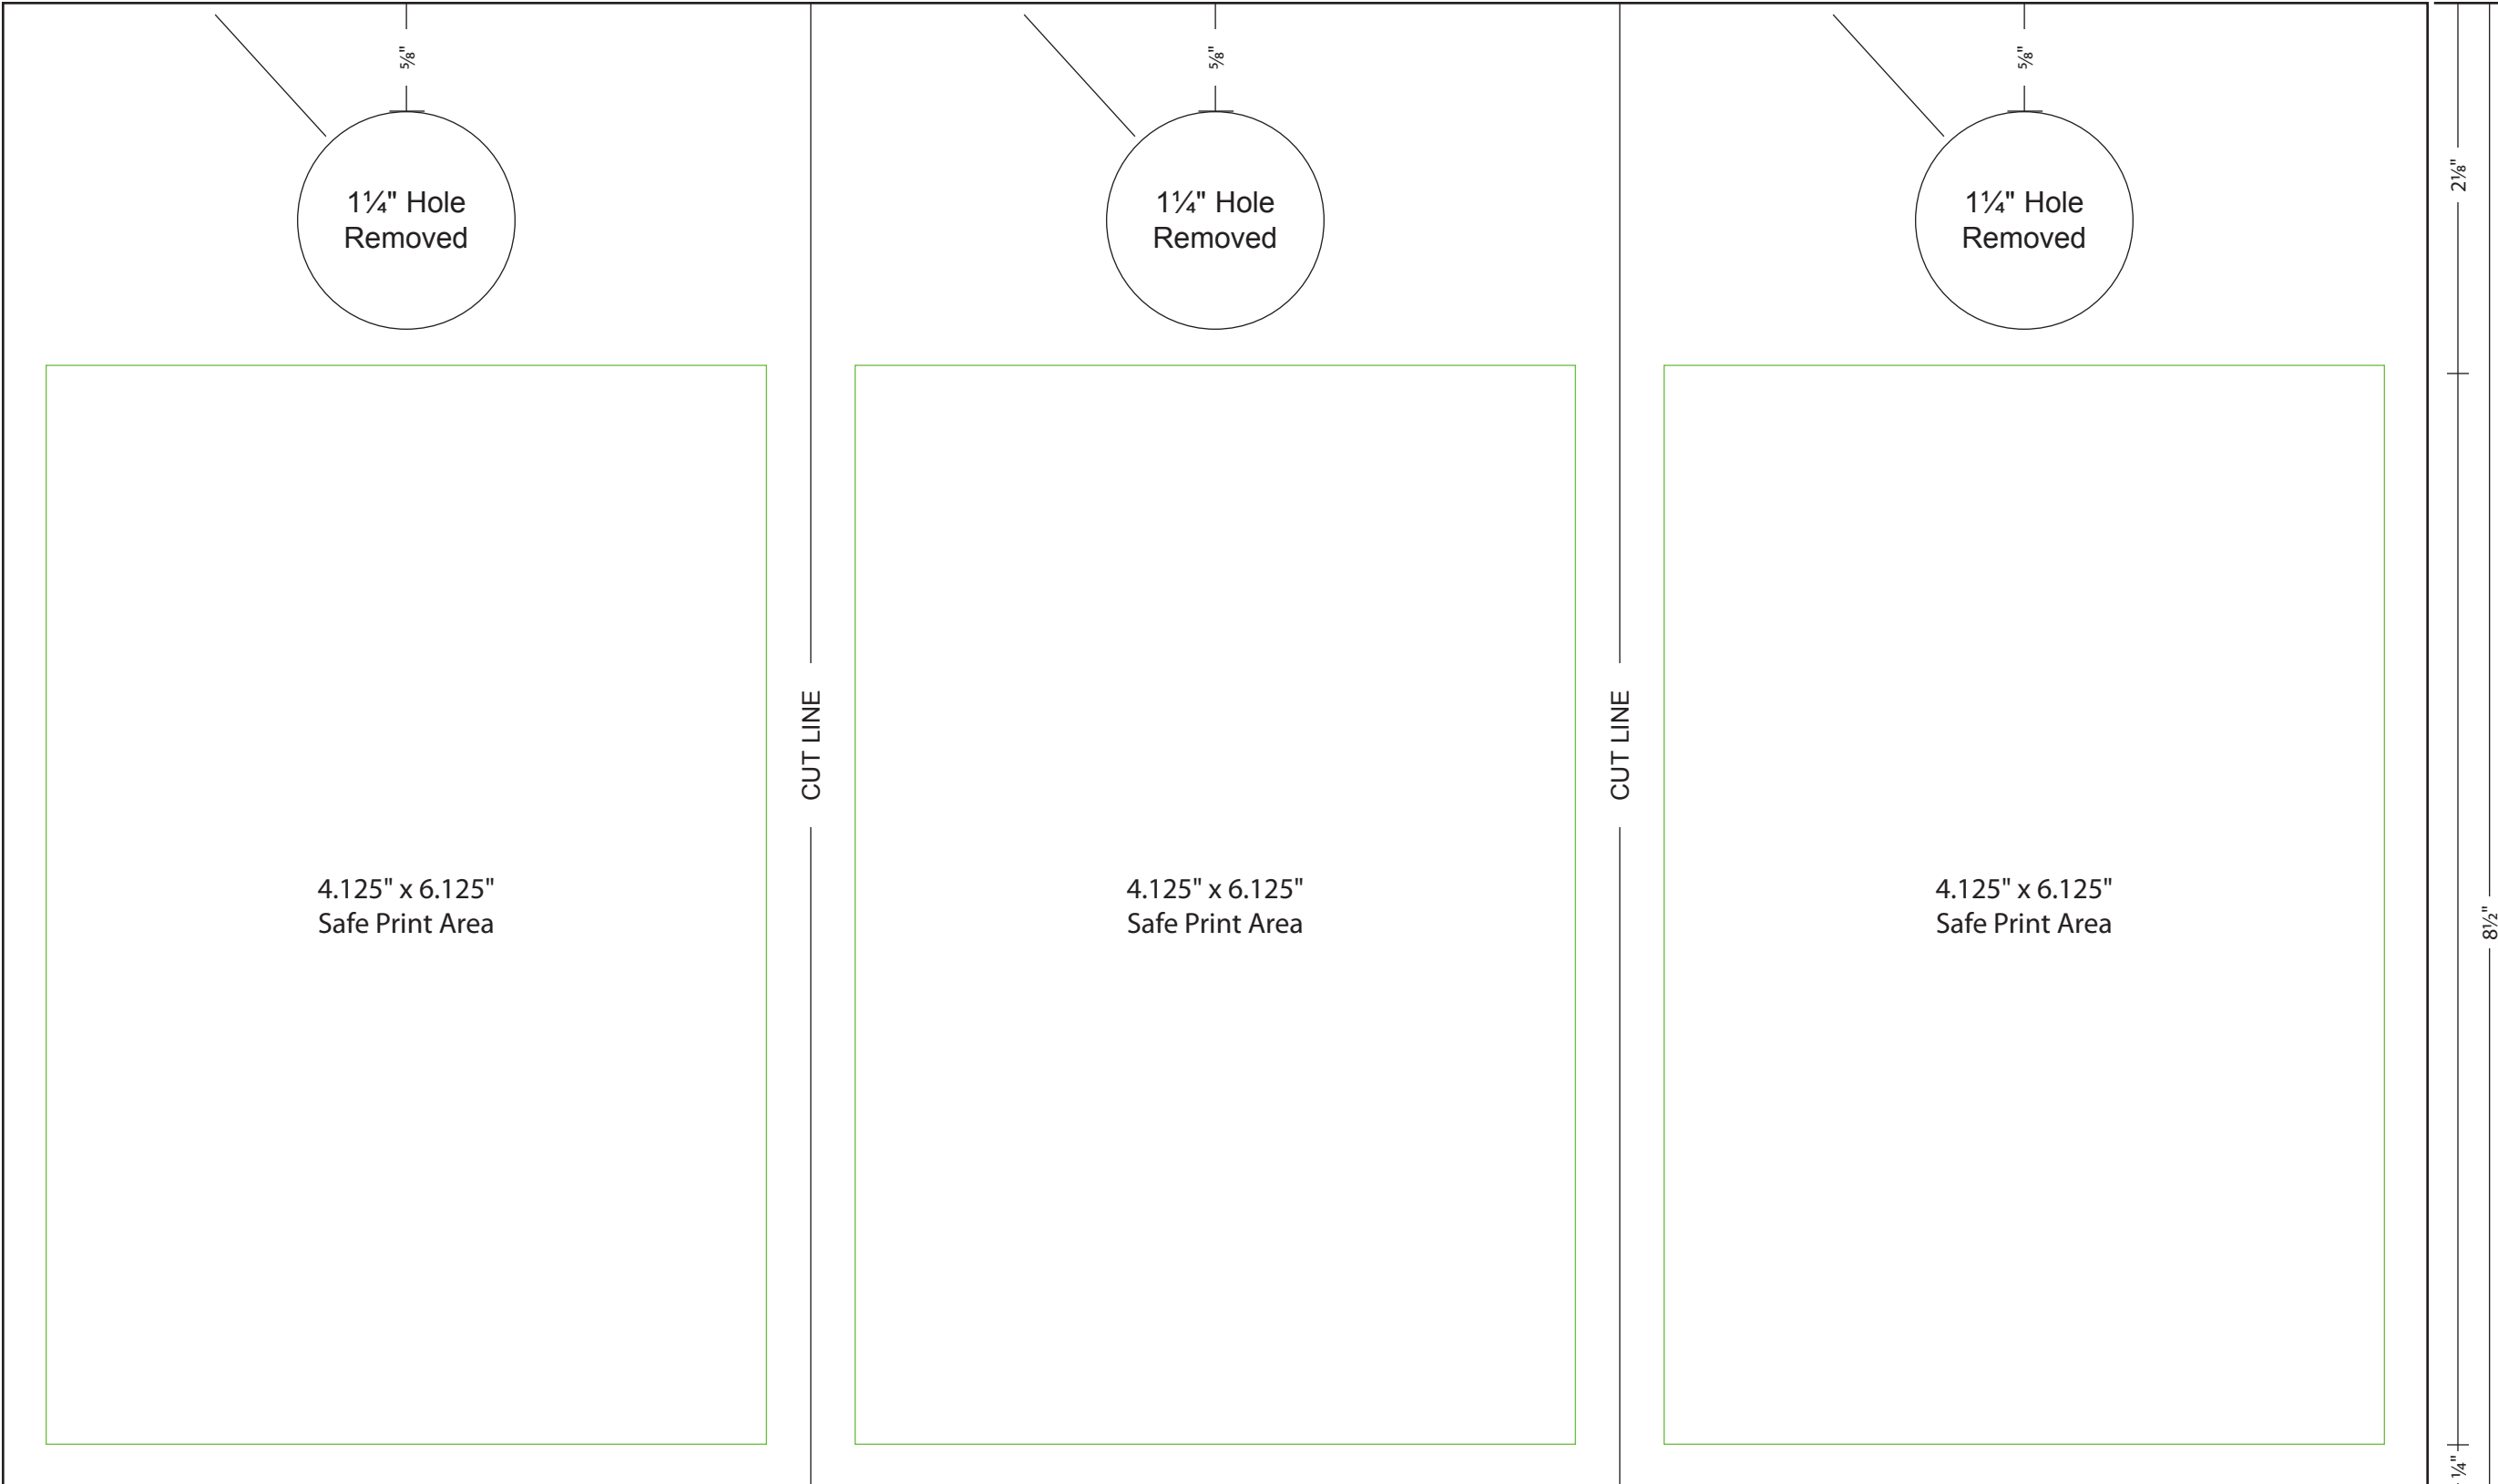 ⅝"
⅝"
⅝"
1¼" Hole
Removed
1¼" Hole
Removed
1¼" Hole
Removed
2⅛"
CUT LINE
CUT LINE
4.125" x 6.125"
Safe Print Area
4.125" x 6.125"
Safe Print Area
4.125" x 6.125"
Safe Print Area
8½"
¼"